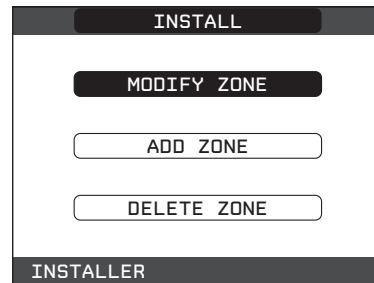 INSTALL
MODIFY ZONE
ADD ZONE
DELETE ZONE
INSTALLER